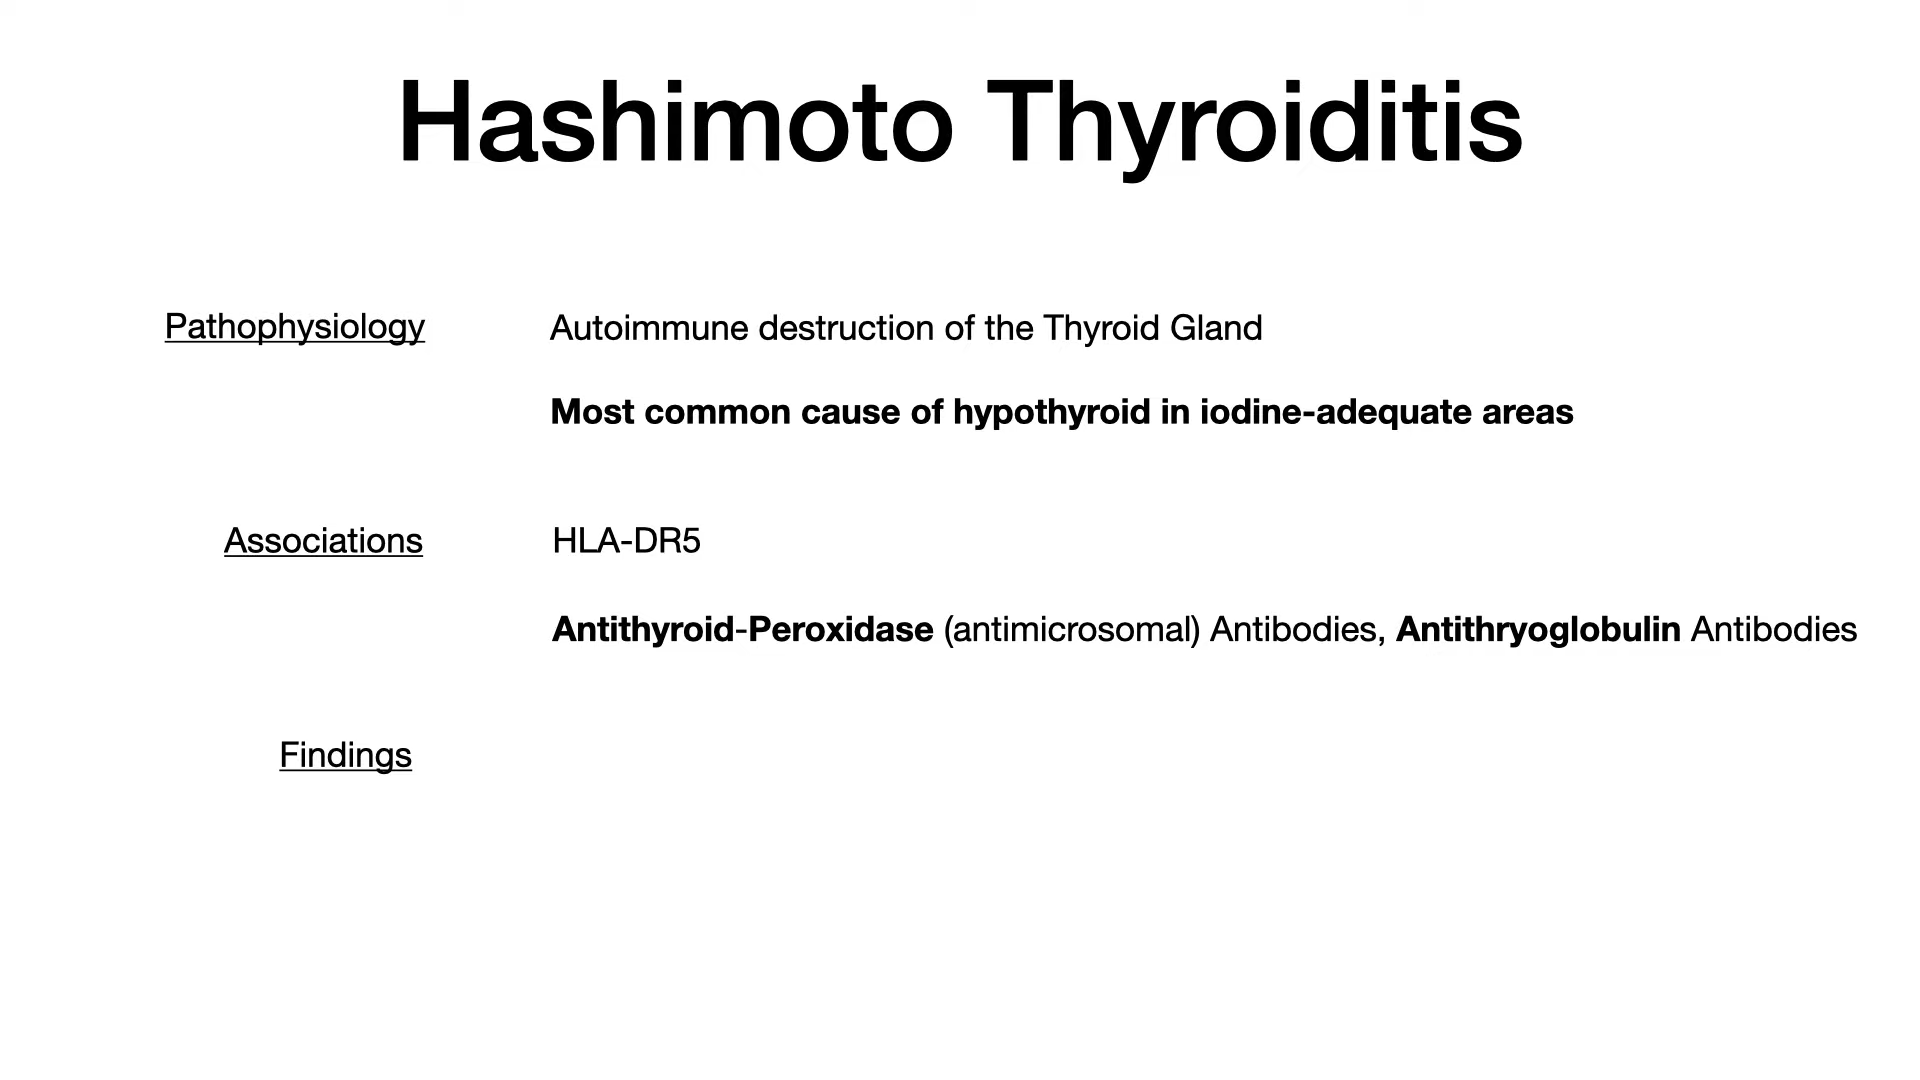 Hashimoto Thyroiditis
Pathophysiology Autoimmune destruction of the Thyroid Gland
Most common cause of hypothyroid in iodine-adequate areas
Associations HLA-DR5
Antithyroid-Peroxidase (antimicrosomal) Antibodies, Antithryoglobulin Antibodies
Findings